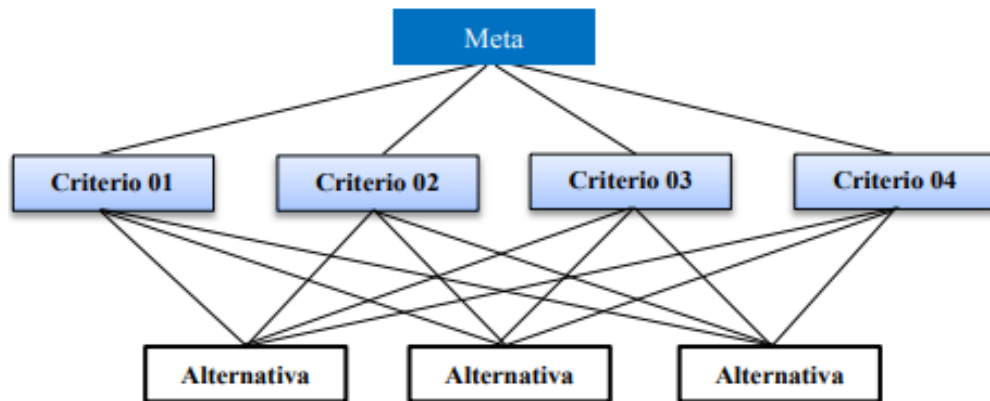 Meta
Criterio 01
Criterio 02
Criterio 03
Criterio 04
Alternativa
Alternativa
Alternativa